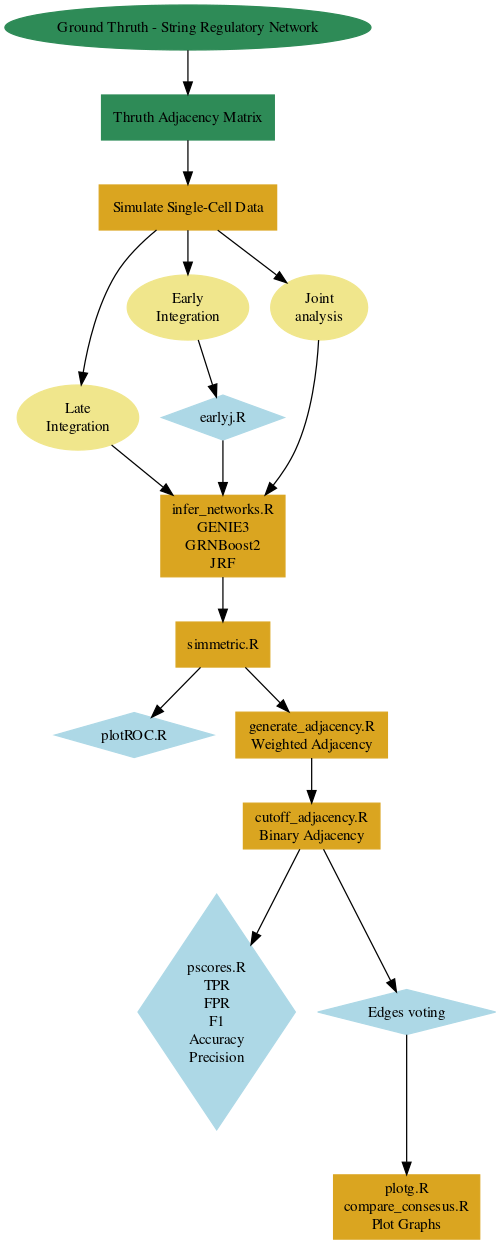 Ground Thruth - String Regulatory Network
Thruth Adjacency Matrix
Simulate Single-Cell Data
Early
Integration
Joint
analysis
Late
Integration
earlyj.R
infer_networks.R
GENIE3
GRNBoost2
JRF
simmetric.R
plotROC.R
generate_adjacency.R
Weighted Adjacency
cutoff_adjacency.R
Binary Adjacency
pscores.R
TPR
FPR
F1
Accuracy
Precision
Edges voting
plotg.R
compare_consesus.R
Plot Graphs